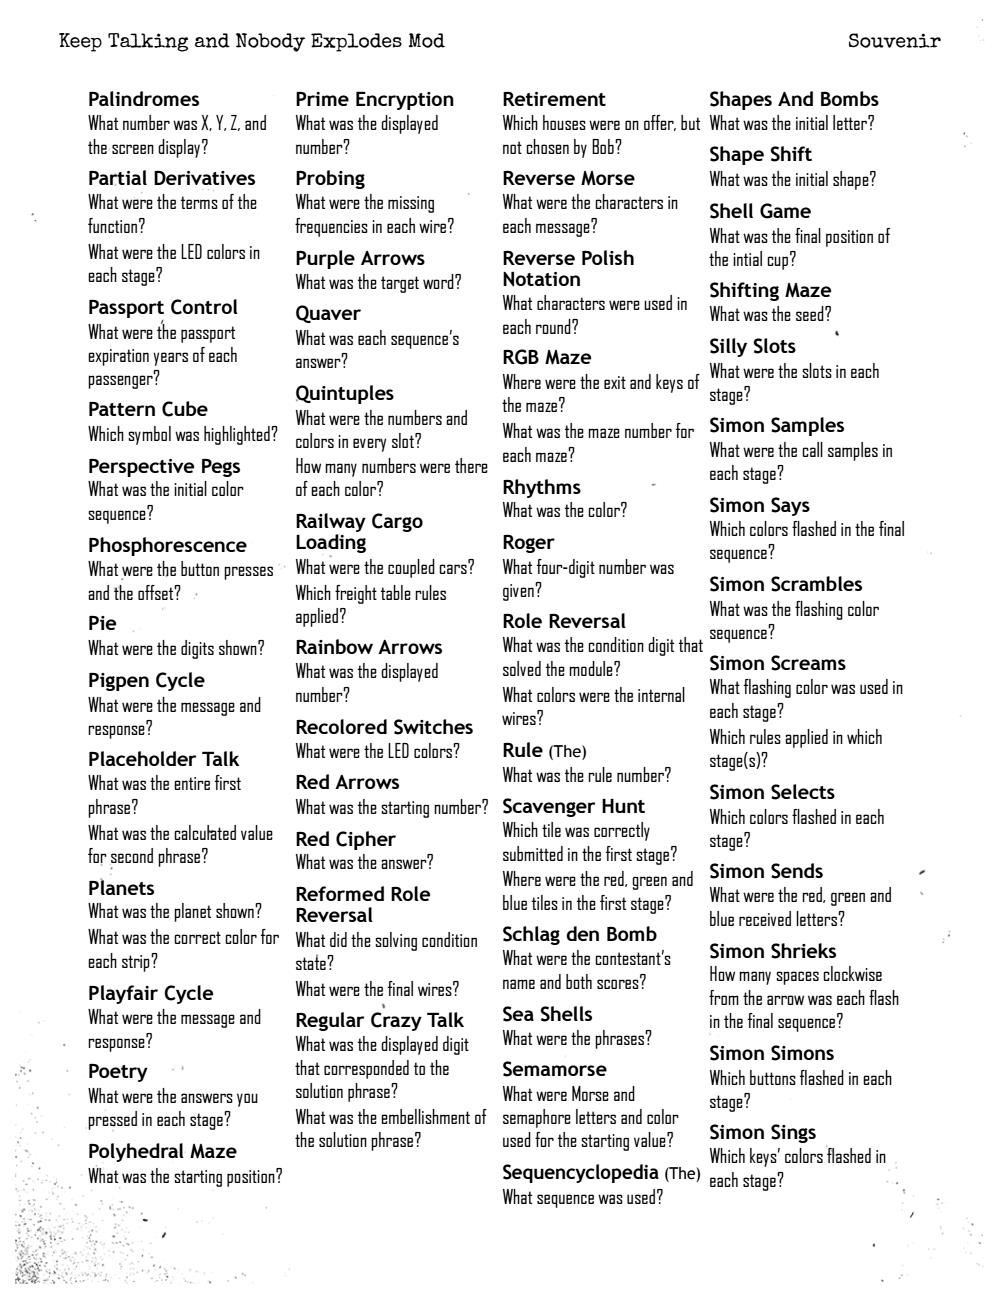 Keep Talking and Nobody Explodes Mod
Souvenir
Palindromes
What number was X, Y, Z, and
the screen display?
Partial Derivatives
What were the terms of the
function?
What were the LED colors in
each stage?
Passport Control
What were the passport
expiration years of each
passenger?
Pattern Cube
Which symbol was highlighted?
Perspective Pegs
What was the initial color
sequence?
Phosphorescence
What were the button presses
and the offset?
Pie
What were the digits shown?
Pigpen Cycle
What were the message and
response?
Placeholder Talk
What was the entire first
phrase?
What was the calculated value
for second phrase?
Planets
What was the planet shown?
What was the correct color for
each strip?
Playfair Cycle
What were the message and
response?
Poetry
What were the answers you
pressed in each stage?
Polyhedral Maze
What was the starting position?
Prime Encryption
What was the displayed
number?
Probing
What were the missing
frequencies in each wire?
Purple Arrows
What was the target word?
Quaver
What was each sequence's
answer?
Quintuples
What were the numbers and
colors in every slot?
How many numbers were there
of each color?
Railway Cargo
Loading
What were the coupled cars?
Which freight table rules
applied?
Rainbow Arrows
What was the displayed
number?
Recolored Switches
What were the LED colors?
Red Arrows
What was the starting number?
Red Cipher
What was the answer?
Reformed Role
Reversal
What did the solving condition
state?
What were the final wires?
Regular Crazy Talk
What was the displayed digit
that corresponded to the
solution phrase?
What was the embellishment of
the solution phrase?
Retirement
Which houses were on offer, but
not chosen by Bob?
Reverse Morse
What were the characters in
each message?
Reverse Polish
Notation
What characters were used in
each round?
RGB Maze
Where were the exit and keys of
the maze?
What was the maze number for
each maze?
Rhythms
What was the color?
Roger
What four-digit number was
given?
Role Reversal
What was the condition digit that
solved the module?
What colors were the internal
wires?
Rule (The)
What was the rule number?
Scavenger Hunt
Which tile was correctly
submitted in the first stage?
Where were the red, green and
blue tiles in the first stage?
Schlag den Bomb
What were the contestant's
name and both scores?
Sea Shells
What were the phrases?
Semamorse
What were Morse and
semaphore letters and color
used for the starting value?
Sequencyclopedia (The)
What sequence was used?
Shapes And Bombs
What was the initial letter?
Shape Shift
What was the initial shape?
Shell Game
What was the final position of
the intial cup?
Shifting Maze
What was the seed?
Silly Slots
What were the slots in each
stage?
Simon Samples
What were the call samples in
each stage?
Simon Says
Which colors flashed in the final
sequence?
Simon Scrambles
What was the flashing color
sequence?
Simon Screams
What flashing color was used in
each stage?
Which rules applied in which
stage(s)?
Simon Selects
Which colors flashed in each
stage?
Simon Sends
What were the red, green and
blue received letters?
Simon Shrieks
How many spaces clockwise
from the arrow was each flash
in the final sequence?
Simon Simons
Which buttons flashed in each
stage?
Simon Sings
Which keys' colors flashed in
each stage?